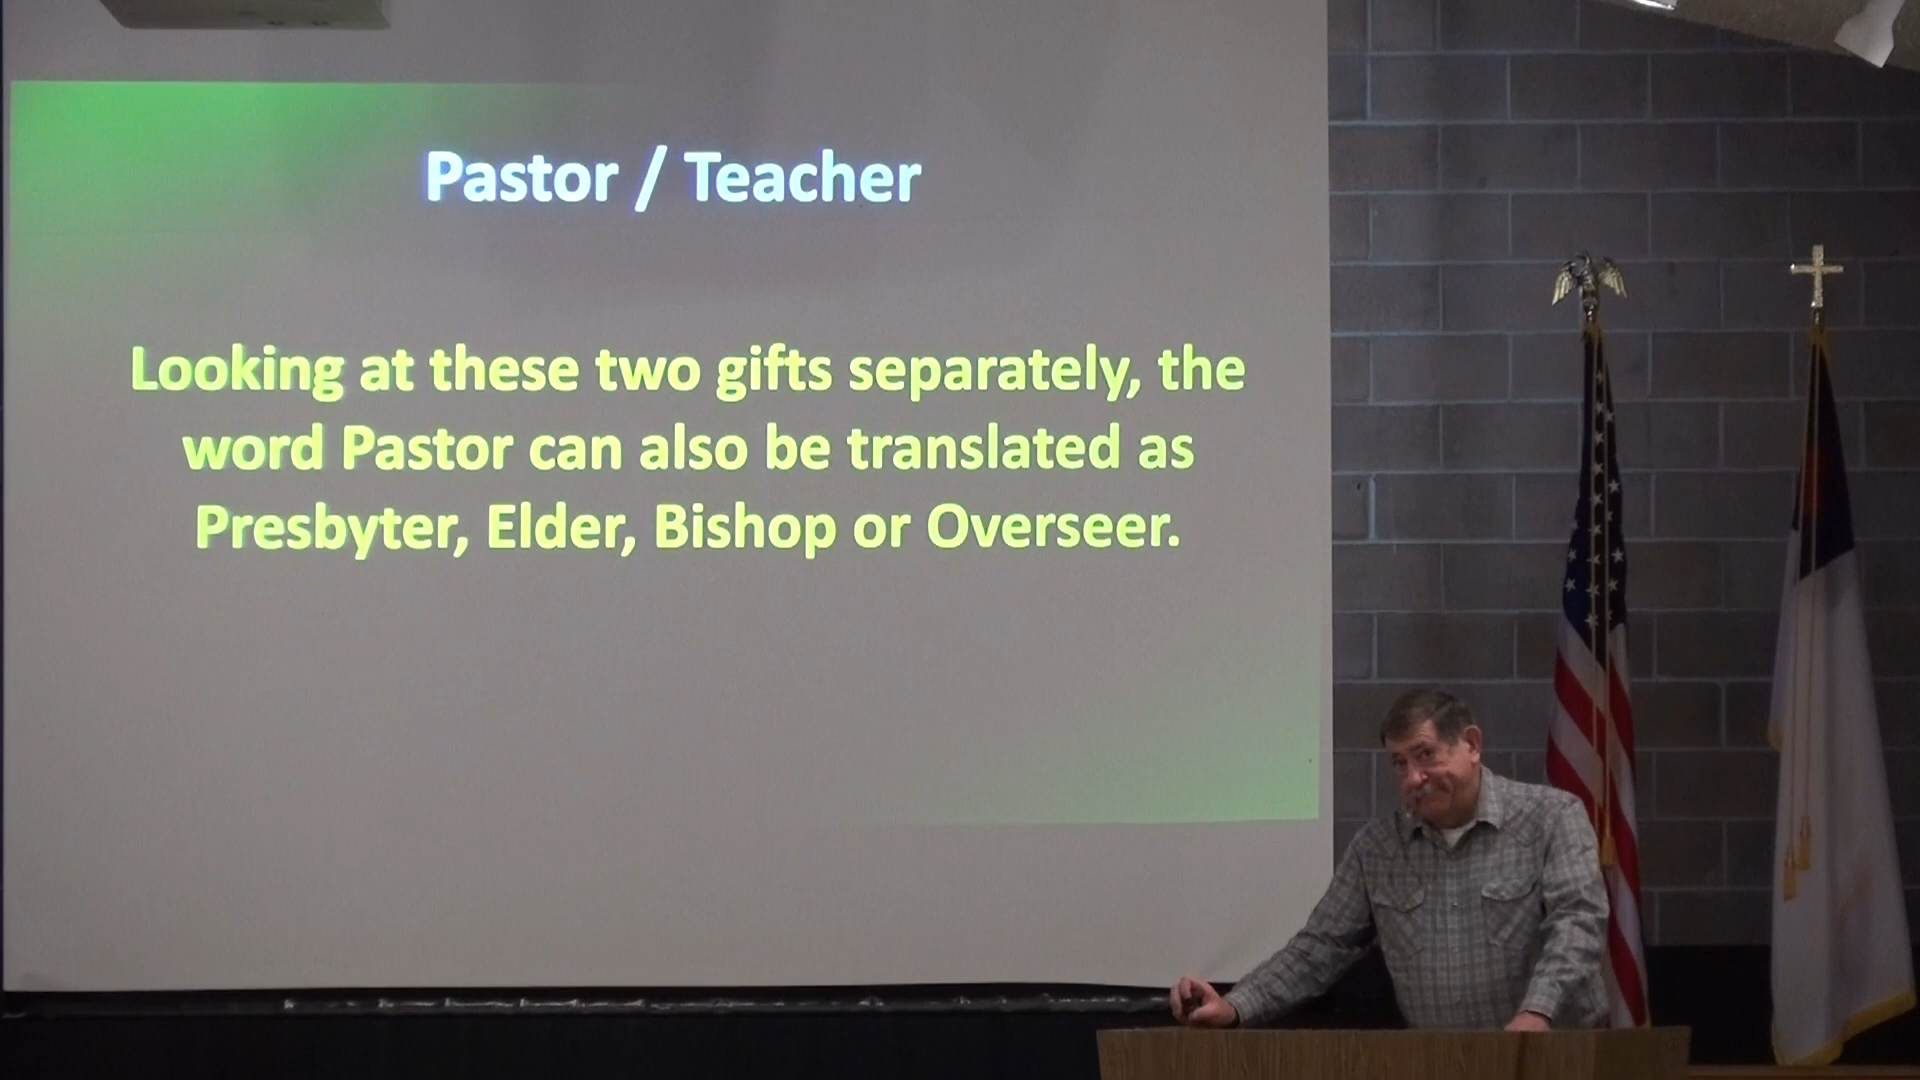 Pastor / Teacher
Looking at these two gifts separately, the
word Pastor can also be translated as
Presbyter, Elder, Bishop or Overseer.